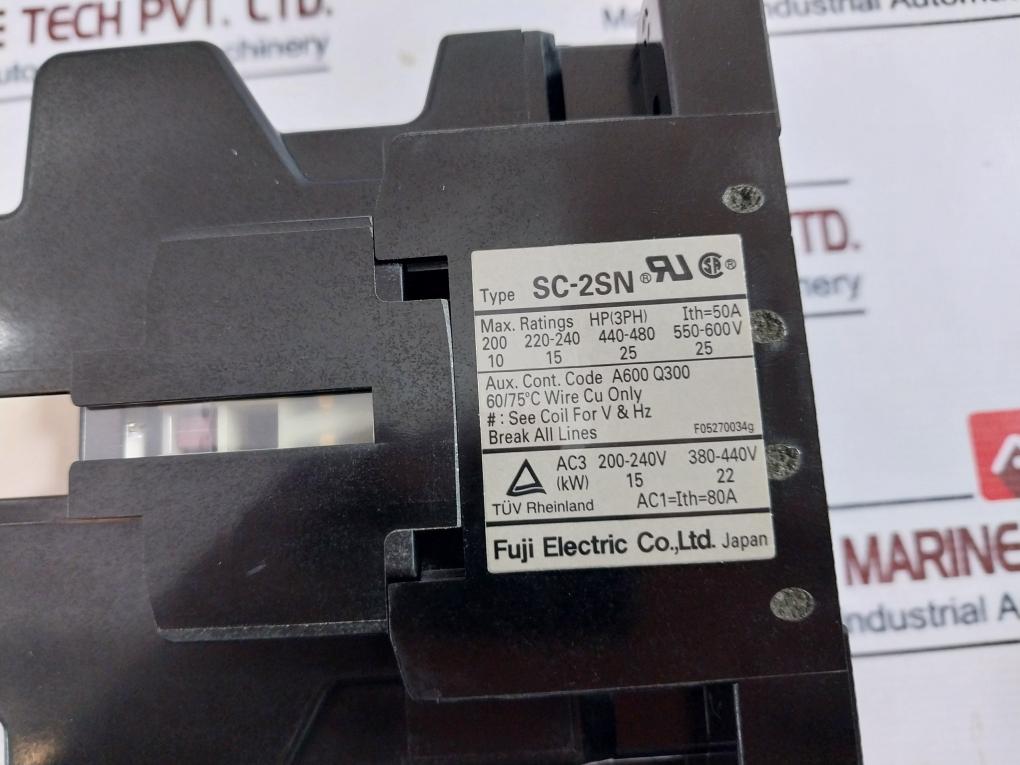 E TECH PVT. LTD.
chinery
Industrial Autom
LTD.
nery
Type SC-2SN ® RU SA ®
Max. Ratings HP(3PH) Ith=50A
200 220-240 440-480 550-600V
10 15 25 25
Aux. Cont. Code A600 Q300
60/75°C Wire Cu Only
#: See Coil For V & Hz
Break All Lines F05270034g
AC3 200-240V 380-440V
(kW) 15 22
TÜV Rheinland AC1=Ith=80A
Fuji Electric Co.,Ltd. Japan
MARINE
ndustrial A